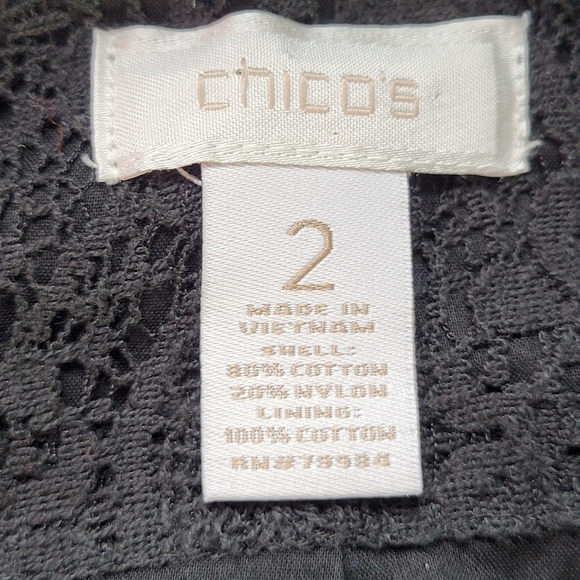 chico's
2
MADE IN
VIETNAM
SHELL:
80% COTTON
20% NYLON
LINING:
100% COTTON
RN#79984